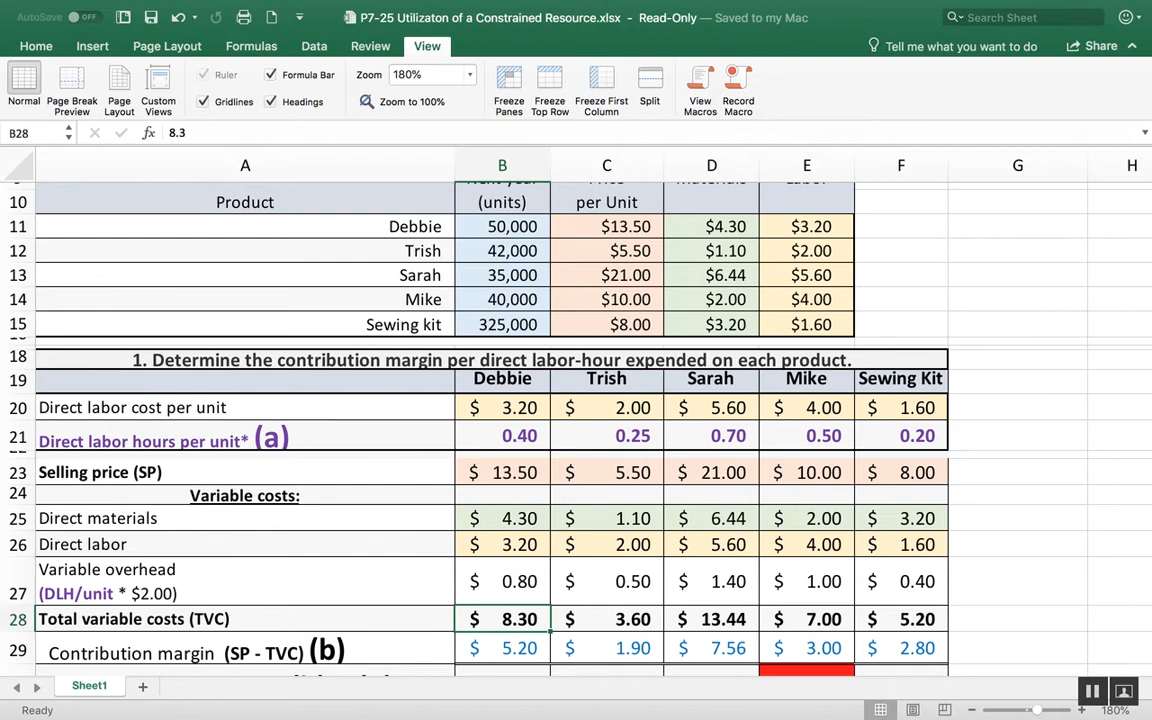 AutoSave OFF P7-25 Utilizaton of a Constrained Resource.xlsx - Read-Only — Saved to my Mac Search Sheet
Home Insert Page Layout Formulas Data Review View Tell me what you want to do Share
Ruler Formula Bar Zoom 180%
Gridlines Headings Zoom to 100%
Normal Page Break Preview Page Layout Custom Views Freeze Panes Freeze Top Row Freeze First Column Split View Macros Record Macro
B28 fx 8.3
A B C D E F G H
10 Product (units) per Unit
11 Debbie 50,000 $13.50 $4.30 $3.20
12 Trish 42,000 $5.50 $1.10 $2.00
13 Sarah 35,000 $21.00 $6.44 $5.60
14 Mike 40,000 $10.00 $2.00 $4.00
15 Sewing kit 325,000 $8.00 $3.20 $1.60
18 1. Determine the contribution margin per direct labor-hour expended on each product.
19 Debbie Trish Sarah Mike Sewing Kit
20 Direct labor cost per unit $ 3.20 $ 2.00 $ 5.60 $ 4.00 $ 1.60
21 Direct labor hours per unit* (a) 0.40 0.25 0.70 0.50 0.20
23 Selling price (SP) $ 13.50 $ 5.50 $ 21.00 $ 10.00 $ 8.00
24 Variable costs:
25 Direct materials $ 4.30 $ 1.10 $ 6.44 $ 2.00 $ 3.20
26 Direct labor $ 3.20 $ 2.00 $ 5.60 $ 4.00 $ 1.60
Variable overhead
27 (DLH/unit * $2.00) $ 0.80 $ 0.50 $ 1.40 $ 1.00 $ 0.40
28 Total variable costs (TVC) $ 8.30 $ 3.60 $ 13.44 $ 7.00 $ 5.20
29 Contribution margin (SP - TVC) (b) $ 5.20 $ 1.90 $ 7.56 $ 3.00 $ 2.80
Sheet1
Ready 180%